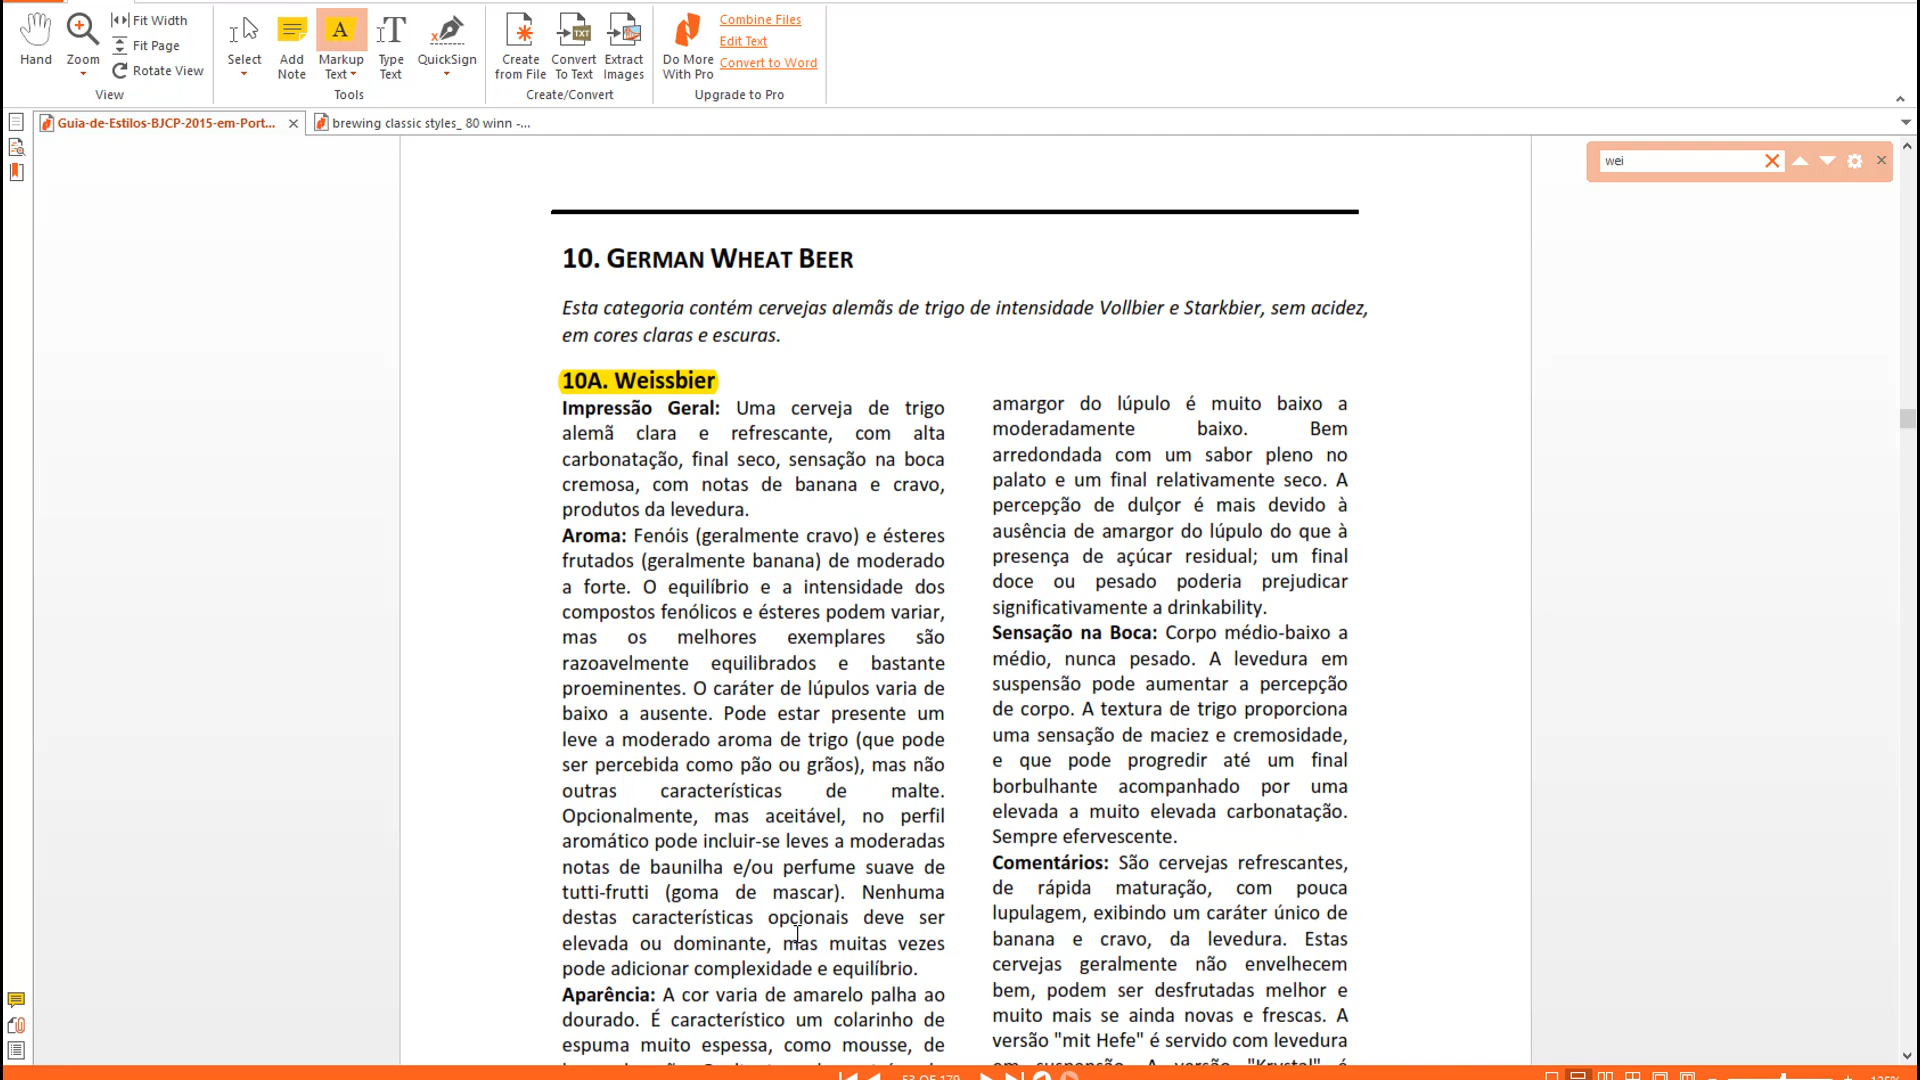 Hand
Zoom
Fit Width
Fit Page
Rotate View
View
Select
Add Note
Markup Text
Type Text
QuickSign
Tools
Create from File
Convert To Text
Extract Images
Create/Convert
Do More With Pro
Combine Files
Edit Text
Convert to Word
Upgrade to Pro
Guia-de-Estilos-BJCP-2015-em-Port...
brewing classic styles_ 80 winn -...
wei
10. GERMAN WHEAT BEER
Esta categoria contém cervejas alemãs de trigo de intensidade Vollbier e Starkbier, sem acidez,
em cores claras e escuras.
10A. Weissbier
Impressão Geral: Uma cerveja de trigo
alemã clara e refrescante, com alta
carbonatação, final seco, sensação na boca
cremosa, com notas de banana e cravo,
produtos da levedura.
Aroma: Fenóis (geralmente cravo) e ésteres
frutados (geralmente banana) de moderado
a forte. O equilíbrio e a intensidade dos
compostos fenólicos e ésteres podem variar,
mas os melhores exemplares são
razoavelmente equilibrados e bastante
proeminentes. O caráter de lúpulos varia de
baixo a ausente. Pode estar presente um
leve a moderado aroma de trigo (que pode
ser percebida como pão ou grãos), mas não
outras características de malte.
Opcionalmente, mas aceitável, no perfil
aromático pode incluir-se leves a moderadas
notas de baunilha e/ou perfume suave de
tutti-frutti (goma de mascar). Nenhuma
destas características opcionais deve ser
elevada ou dominante, mas muitas vezes
pode adicionar complexidade e equilíbrio.
Aparência: A cor varia de amarelo palha ao
dourado. É característico um colarinho de
espuma muito espessa, como mousse, de
amargor do lúpulo é muito baixo a
moderadamente baixo. Bem
arredondada com um sabor pleno no
palato e um final relativamente seco. A
percepção de dulçor é mais devido à
ausência de amargor do lúpulo do que à
presença de açúcar residual; um final
doce ou pesado poderia prejudicar
significativamente a drinkability.
Sensação na Boca: Corpo médio-baixo a
médio, nunca pesado. A levedura em
suspensão pode aumentar a percepção
de corpo. A textura de trigo proporciona
uma sensação de maciez e cremosidade,
e que pode progredir até um final
borbulhante acompanhado por uma
elevada a muito elevada carbonatação.
Sempre efervescente.
Comentários: São cervejas refrescantes,
de rápida maturação, com pouca
lupulagem, exibindo um caráter único de
banana e cravo, da levedura. Estas
cervejas geralmente não envelhecem
bem, podem ser desfrutadas melhor e
muito mais se ainda novas e frescas. A
versão "mit Hefe" é servido com levedura
em suspensão. A versão "Krystal" é
53 OF 179
125%